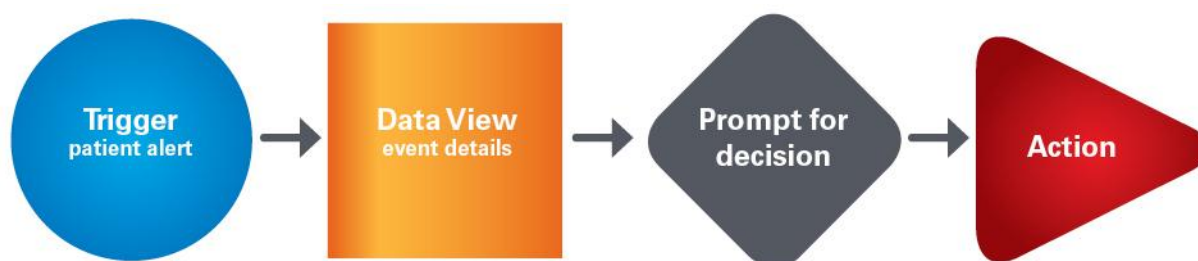 Trigger
patient alert
Data View
event details
Prompt for
decision
Action